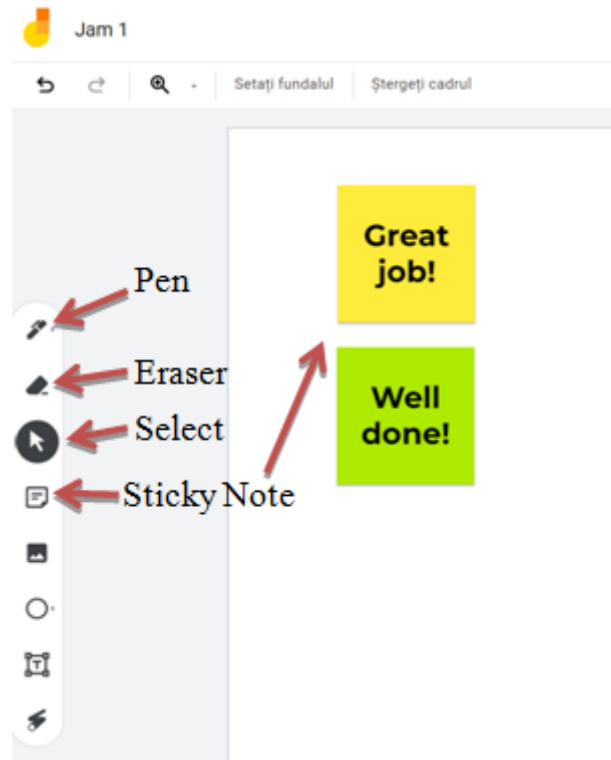 Jam 1
Setați fundalul Ștergeți cadrul
Great
job!
Pen
Eraser
Well
done!
Select
Sticky Note